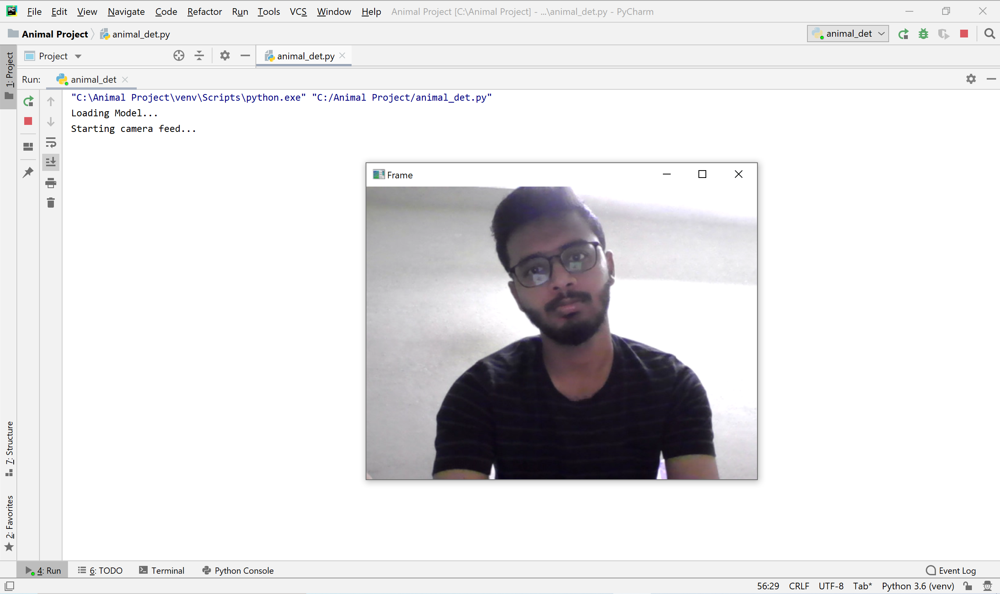 PC
File Edit View Navigate Code Refactor Run Tools VCS Window Help Animal Project [C:\Animal Project] - ...\animal_det.py - PyCharm
Animal Project animal_det.py animal_det
1: Project
Project animal_det.py
Run: animal_det
"C:\Animal Project\venv\Scripts\python.exe" "C:/Animal Project/animal_det.py"
Loading Model...
Starting camera feed...
Frame
7: Structure
2: Favorites
4: Run 6: TODO Terminal Python Console Event Log
56:29 CRLF UTF-8 Tab* Python 3.6 (venv)